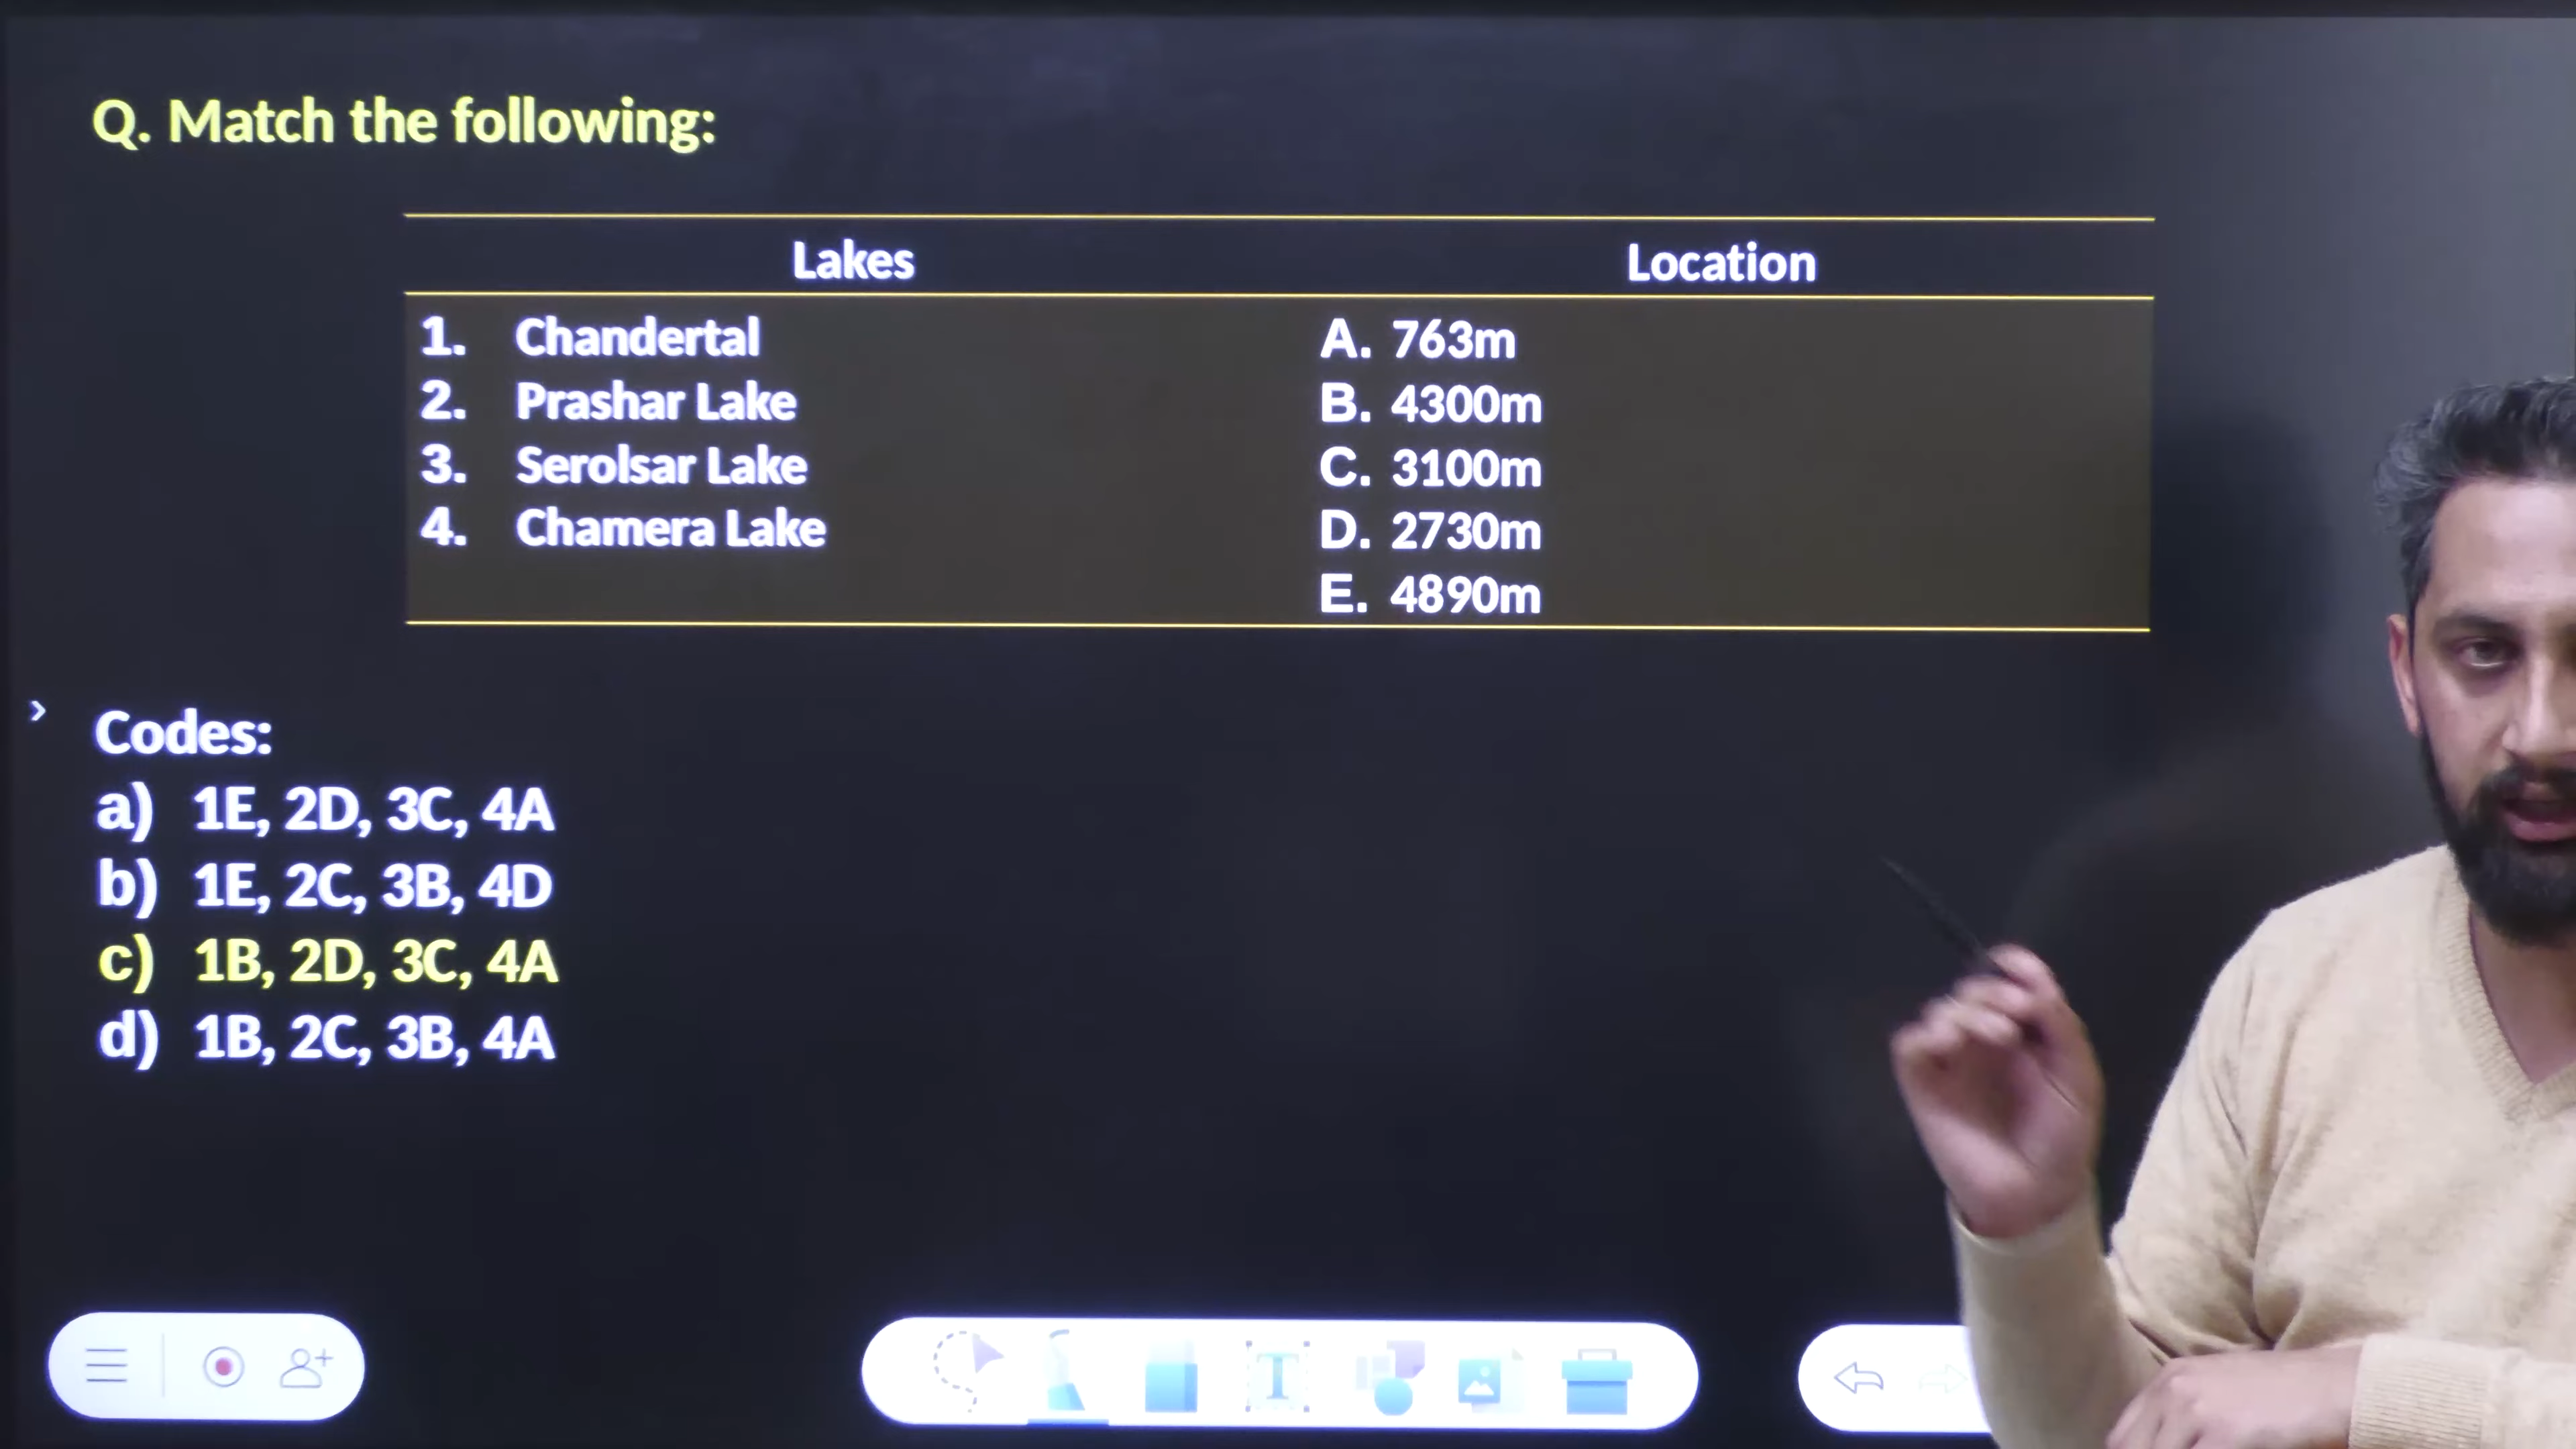 Q. Match the following:
Lakes Location
1. Chandertal A. 763m
2. Prashar Lake B. 4300m
3. Serolsar Lake C. 3100m
4. Chamera Lake D. 2730m
E. 4890m
Codes:
a) 1E, 2D, 3C, 4A
b) 1E, 2C, 3B, 4D
c) 1B, 2D, 3C, 4A
d) 1B, 2C, 3B, 4A
T